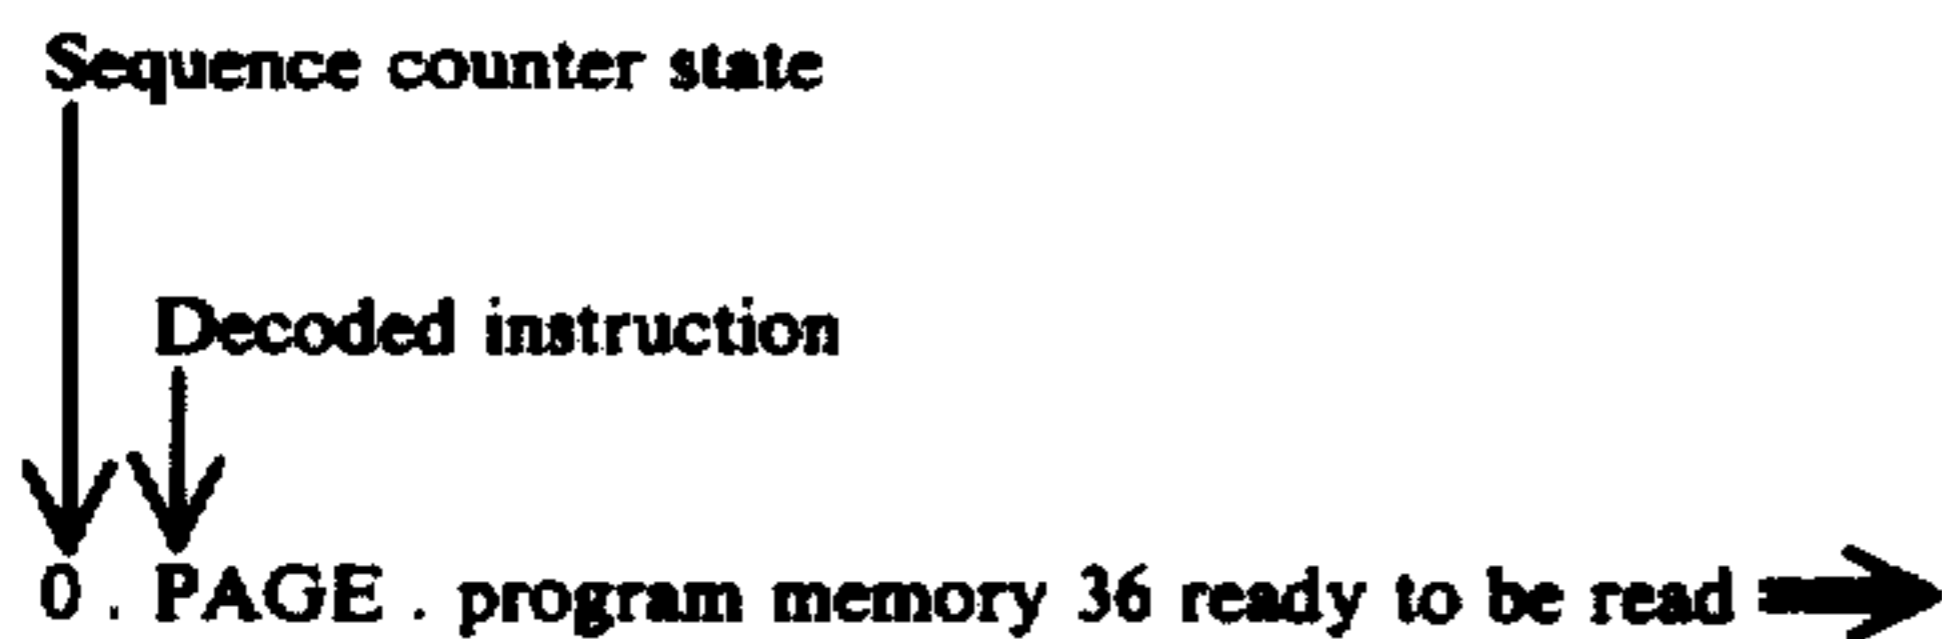 Sequence counter state
Decoded instruction
0 . PAGE . program memory 36 ready to be read